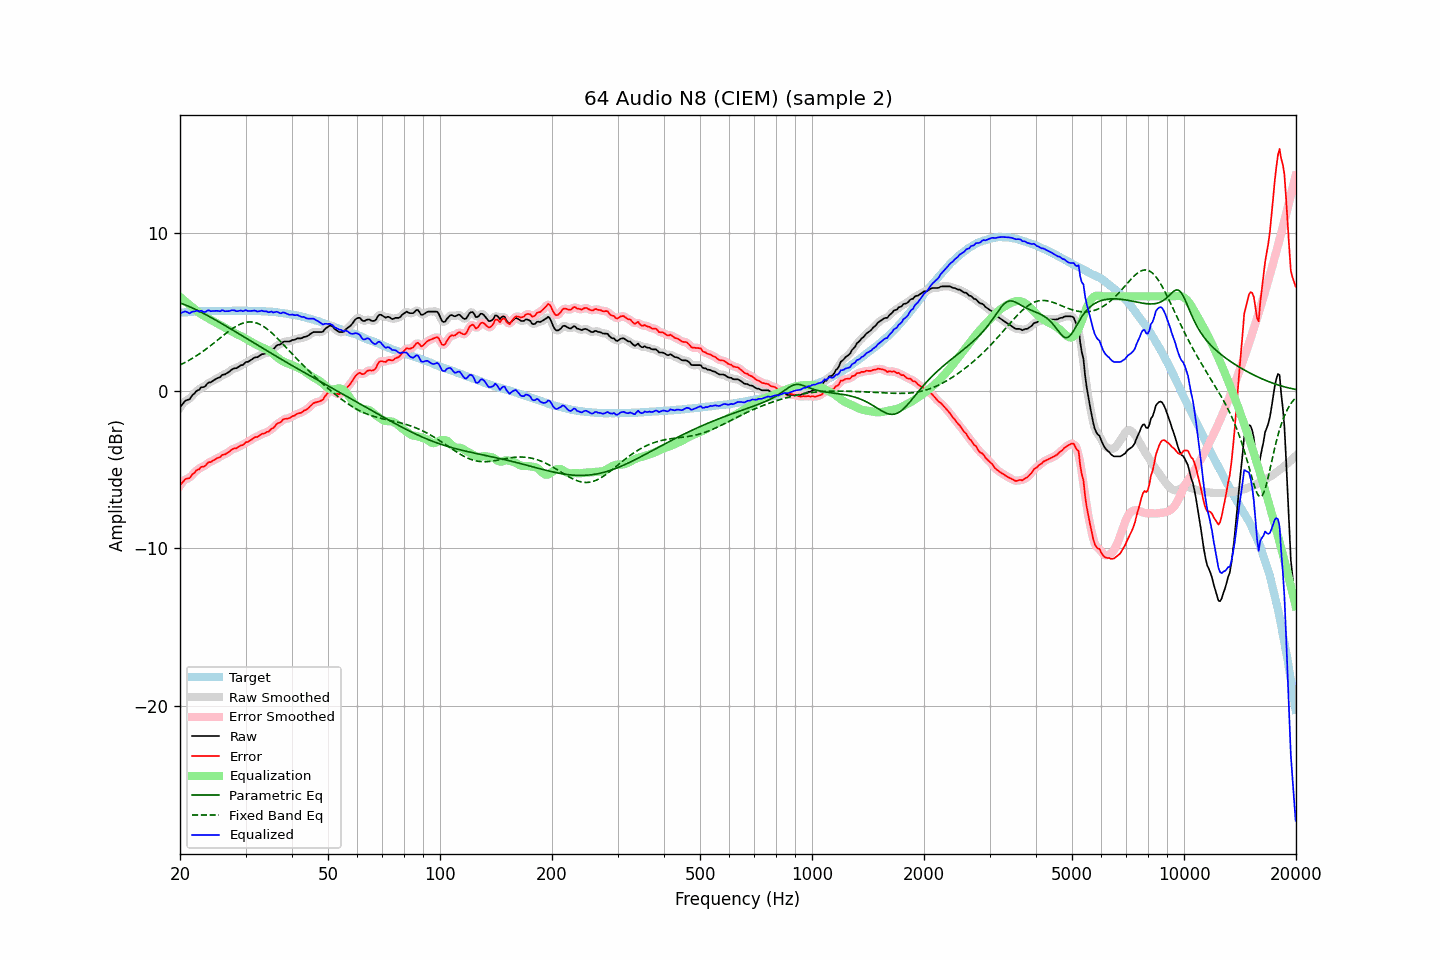 64 Audio N8 (CIEM) (sample 2)
Amplitude (dBr)
10
0
−10
−20
Target
Raw Smoothed
Error Smoothed
Raw
Error
Equalization
Parametric Eq
Fixed Band Eq
Equalized
20 50 100 200 500 1000 2000 5000 10000 20000
Frequency (Hz)